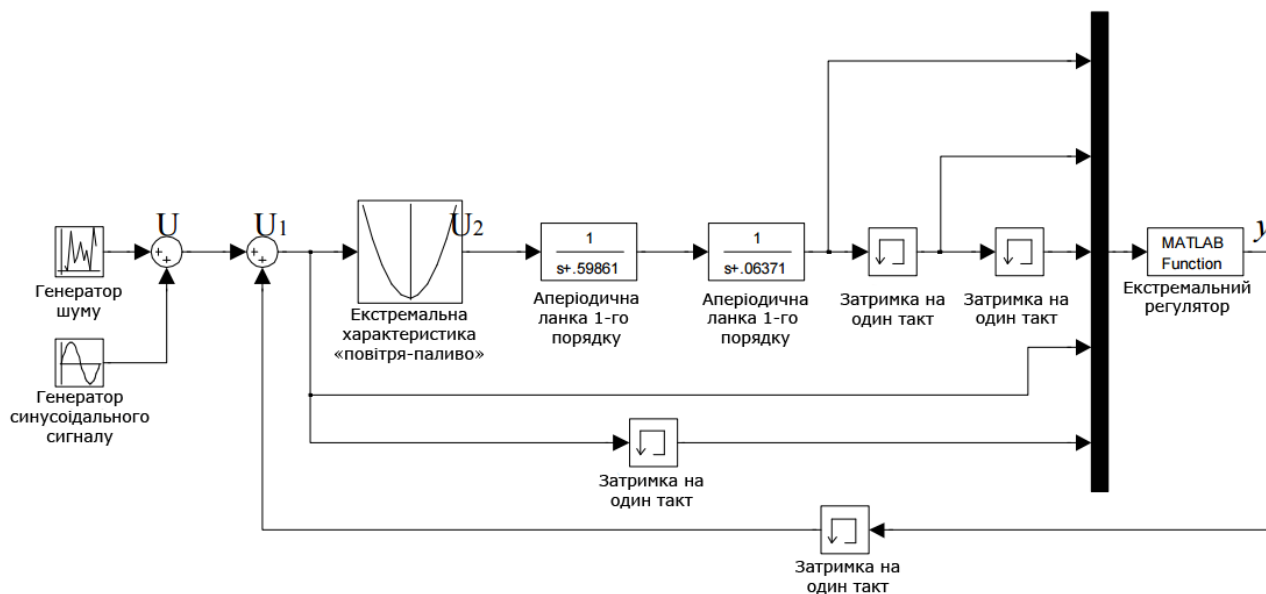 U
U1
U2
y
+
+
+
+
1
s+.59861
1
s+.06371
MATLAB
Function
Генератор
шуму
Екстремальна
характеристика
«повітря-паливо»
Аперіодична
ланка 1-го
порядку
Аперіодична
ланка 1-го
порядку
Затримка на
один такт
Затримка на
один такт
Екстремальний
регулятор
Генератор
синусоїдального
сигналу
Затримка на
один такт
Затримка на
один такт